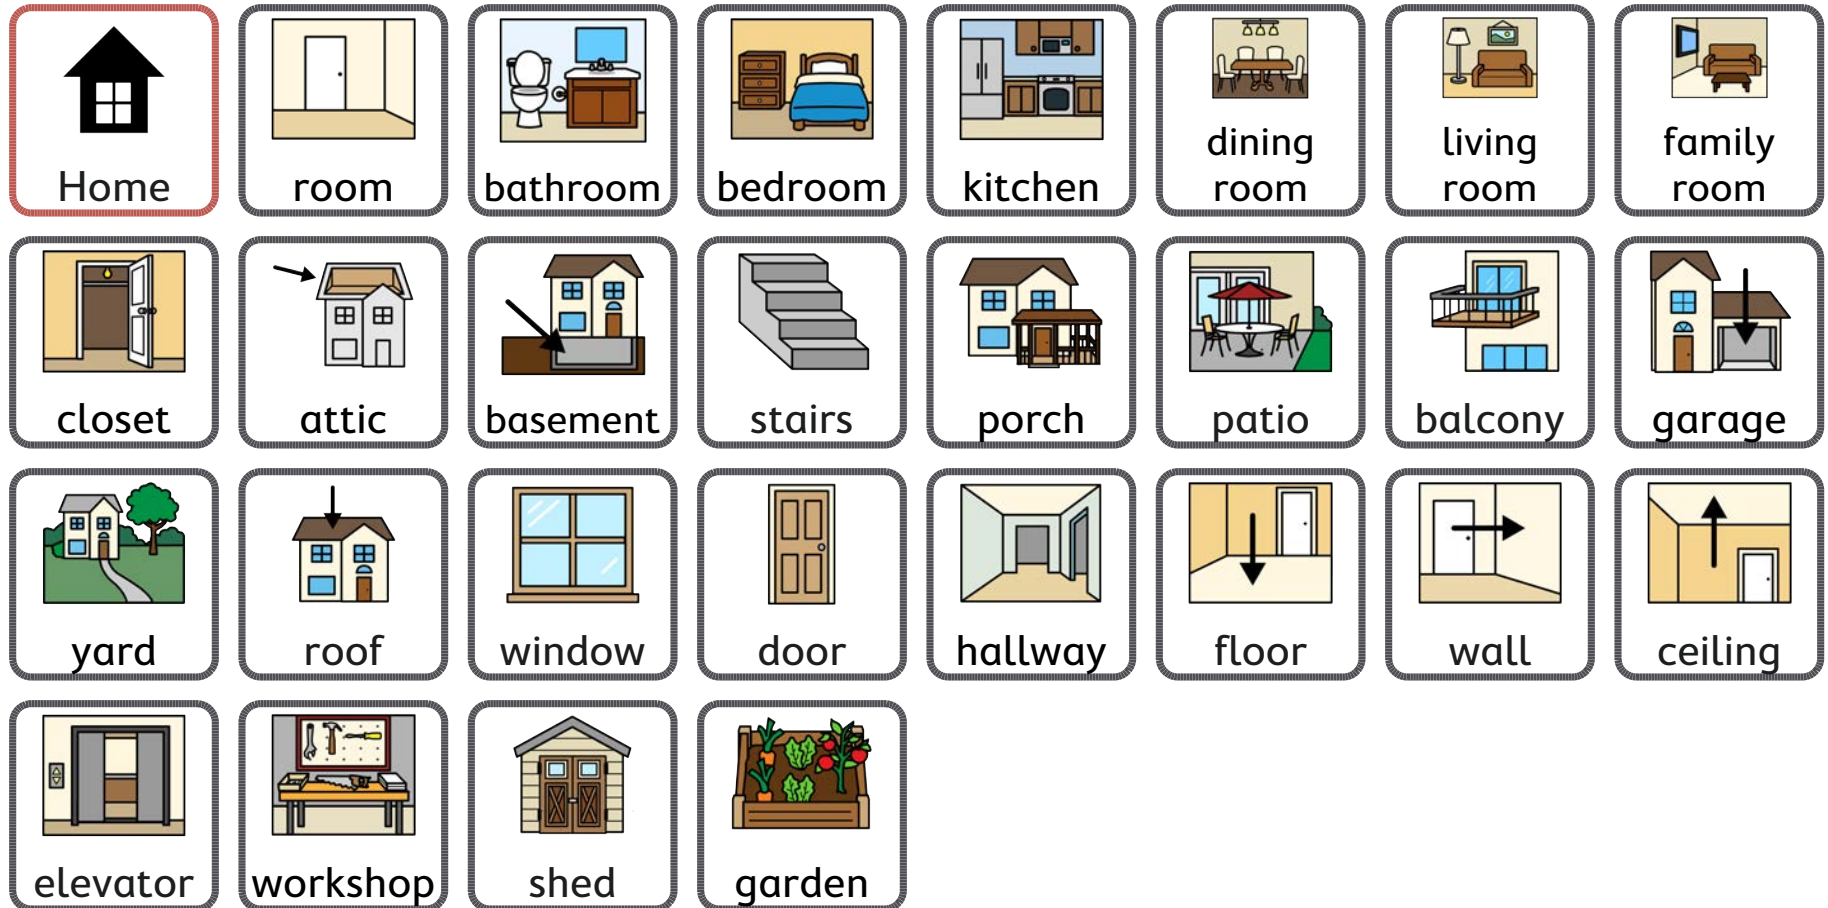 Home
room
bathroom
bedroom
kitchen
dining
room
living
room
family
room
closet
attic
basement
stairs
porch
patio
balcony
garage
yard
roof
window
door
hallway
floor
wall
ceiling
elevator
workshop
shed
garden